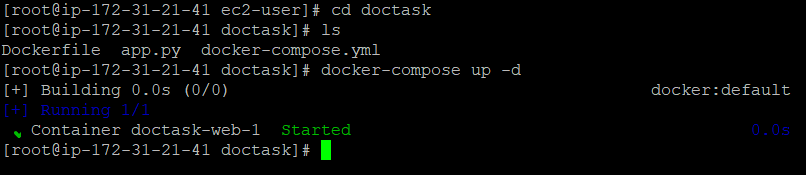 [root@ip-172-31-21-41 ec2-user]# cd doctask
[root@ip-172-31-21-41 doctask]# ls
Dockerfile  app.py  docker-compose.yml
[root@ip-172-31-21-41 doctask]# docker-compose up -d
[+] Building 0.0s (0/0) docker:default
[+] Running 1/1
✔ Container doctask-web-1  Started 0.0s
[root@ip-172-31-21-41 doctask]#